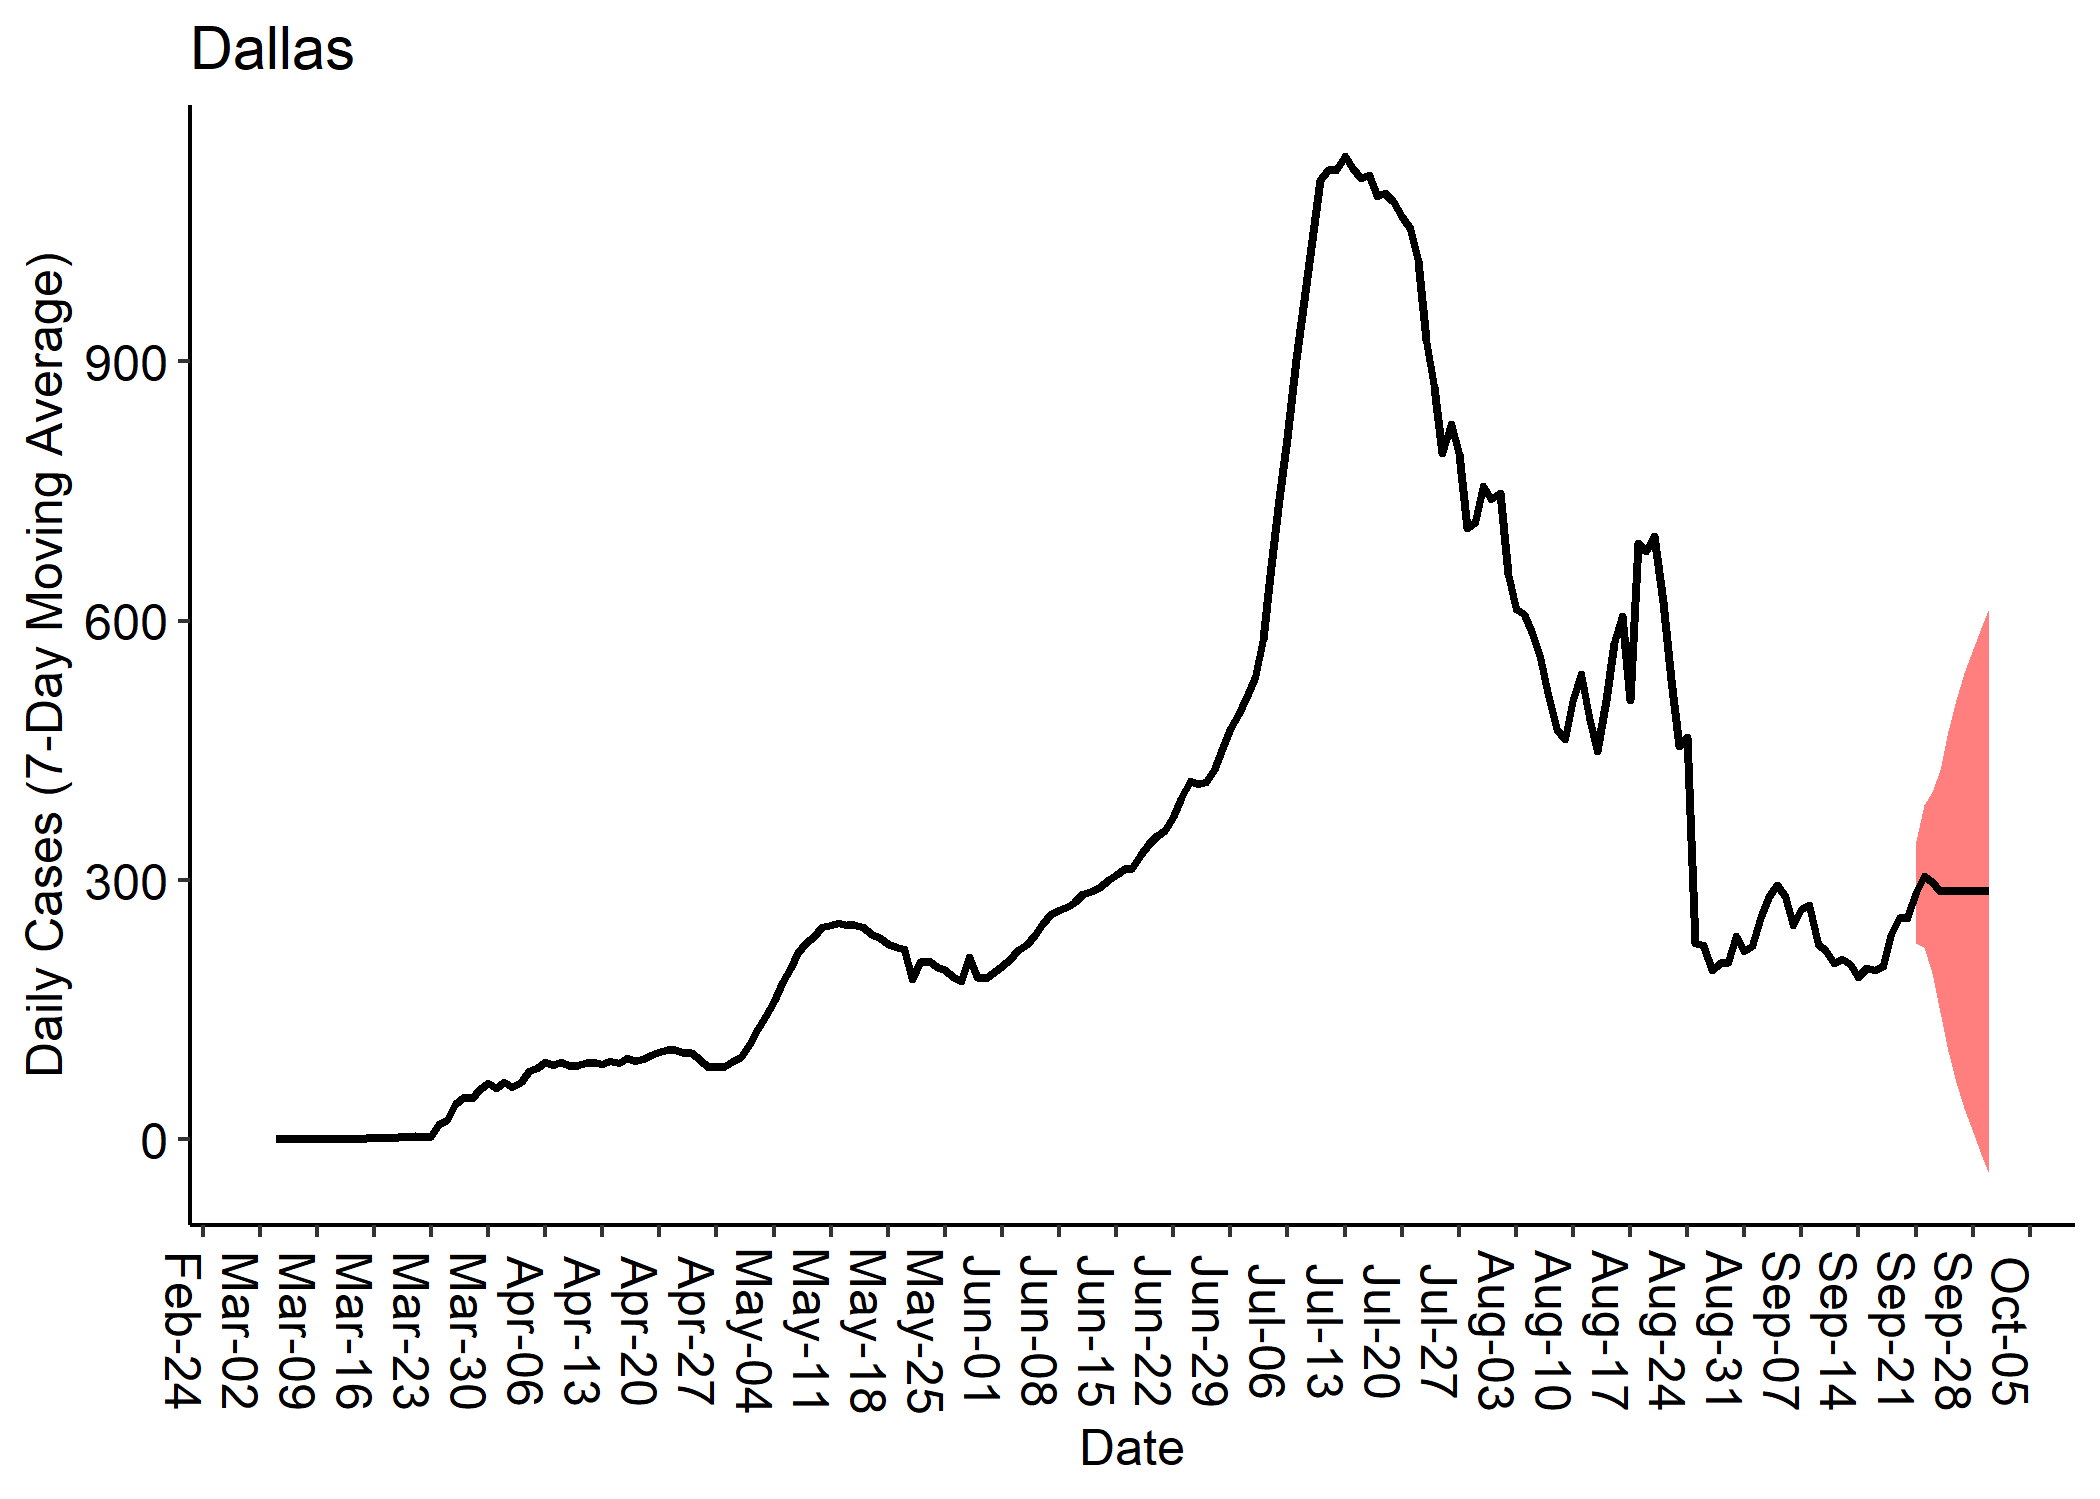 Dallas
Daily Cases (7-Day Moving Average)
900
600
300
0
Feb-24
Mar-02
Mar-09
Mar-16
Mar-23
Mar-30
Apr-06
Apr-13
Apr-20
Apr-27
May-04
May-11
May-18
May-25
Jun-01
Jun-08
Jun-15
Jun-22
Jun-29
Jul-06
Jul-13
Jul-20
Jul-27
Aug-03
Aug-10
Aug-17
Aug-24
Aug-31
Sep-07
Sep-14
Sep-21
Sep-28
Oct-05
Date